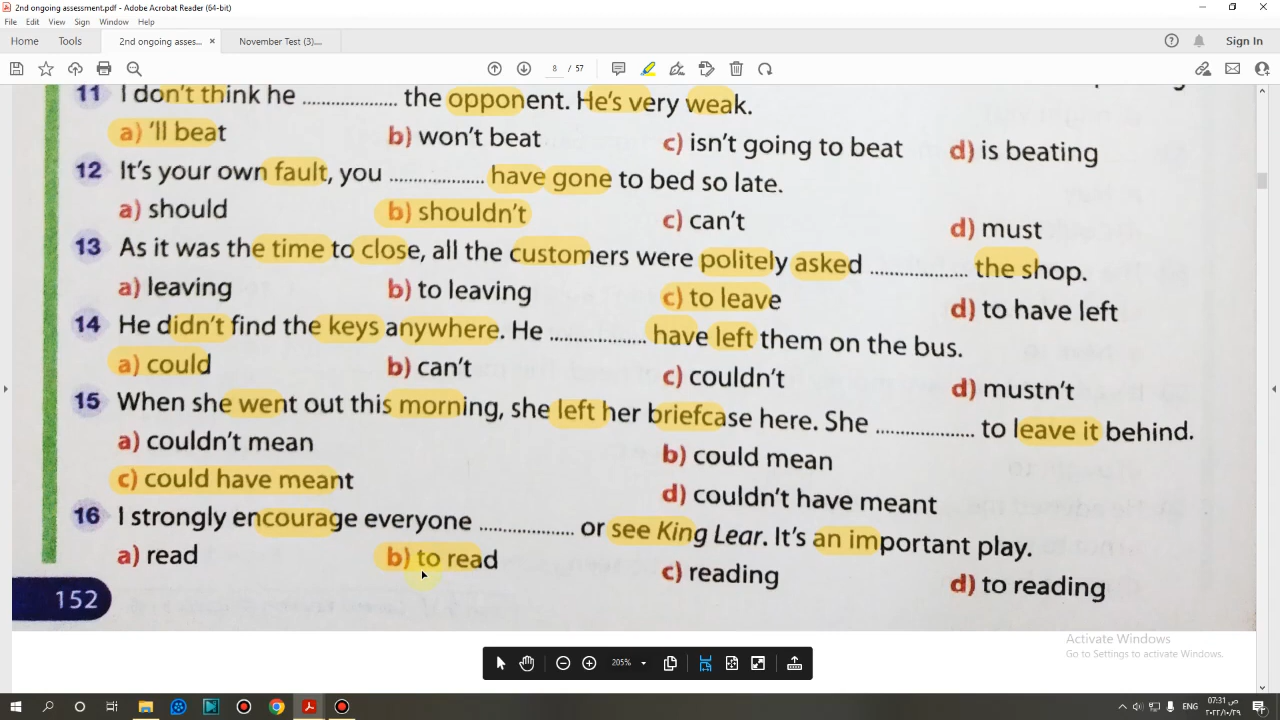 2nd ongoing assessment.pdf - Adobe Acrobat Reader (64-bit)
File Edit View Sign Window Help
Home Tools 2nd ongoing asses... × November Test (3)... Sign In
8 / 57
11 I don't think he .................. the opponent. He's very weak.
a) 'll beat b) won't beat c) isn't going to beat d) is beating
12 It's your own fault, you .................. have gone to bed so late.
a) should b) shouldn't c) can't d) must
13 As it was the time to close, all the customers were politely asked .................. the shop.
a) leaving b) to leaving c) to leave d) to have left
14 He didn't find the keys anywhere. He .................. have left them on the bus.
a) could b) can't c) couldn't d) mustn't
15 When she went out this morning, she left her briefcase here. She .................. to leave it behind.
a) couldn't mean b) could mean
c) could have meant d) couldn't have meant
16 I strongly encourage everyone .................. or see King Lear. It's an important play.
a) read b) to read c) reading d) to reading
152
Activate Windows
Go to Settings to activate Windows.
205%
ENG 07:31 ص
٢٠٢٢/١٠/٢٩